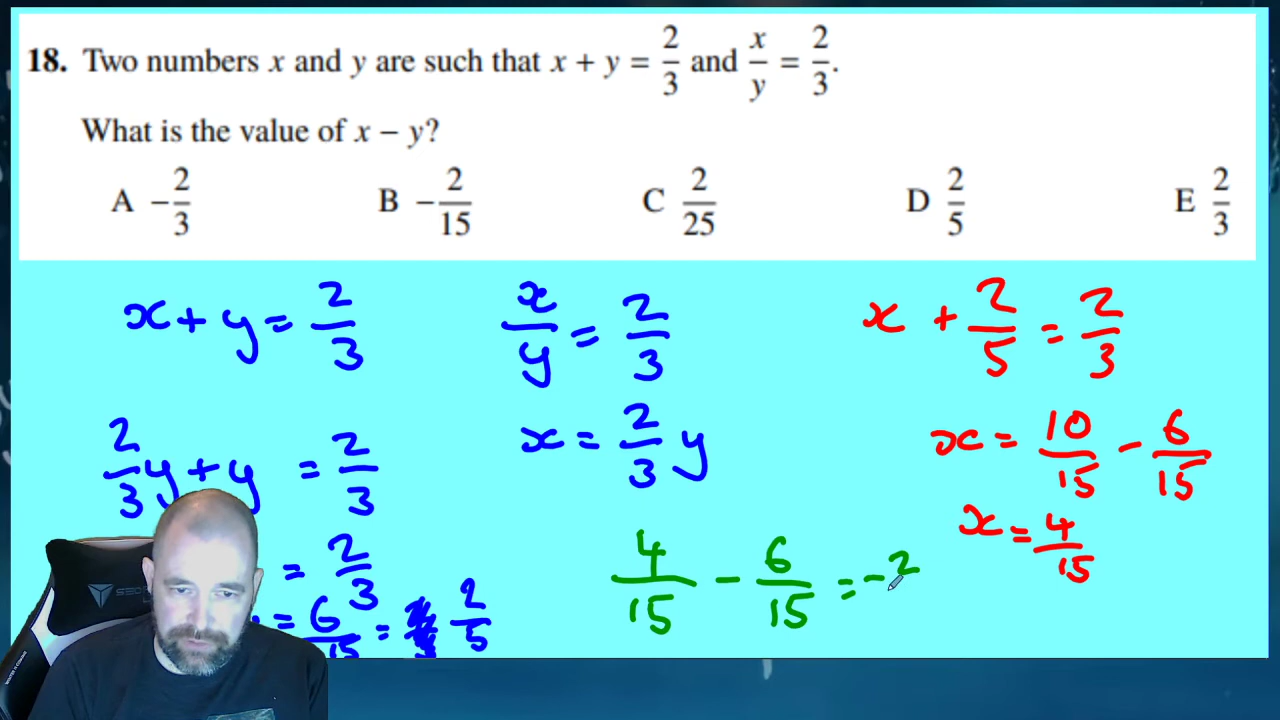 18. Two numbers x and y are such that x + y = 2/3 and x/y = 2/3.
What is the value of x − y?
A −2/3 B −2/15 C 2/25 D 2/5 E 2/3
x + y = 2/3
2/3 y + y = 2/3
= 2/3
= 6/15 = 2/5
x/y = 2/3
x = 2/3 y
x + 2/5 = 2/3
x = 10/15 − 6/15
x = 4/15
4/15 − 6/15 = −2